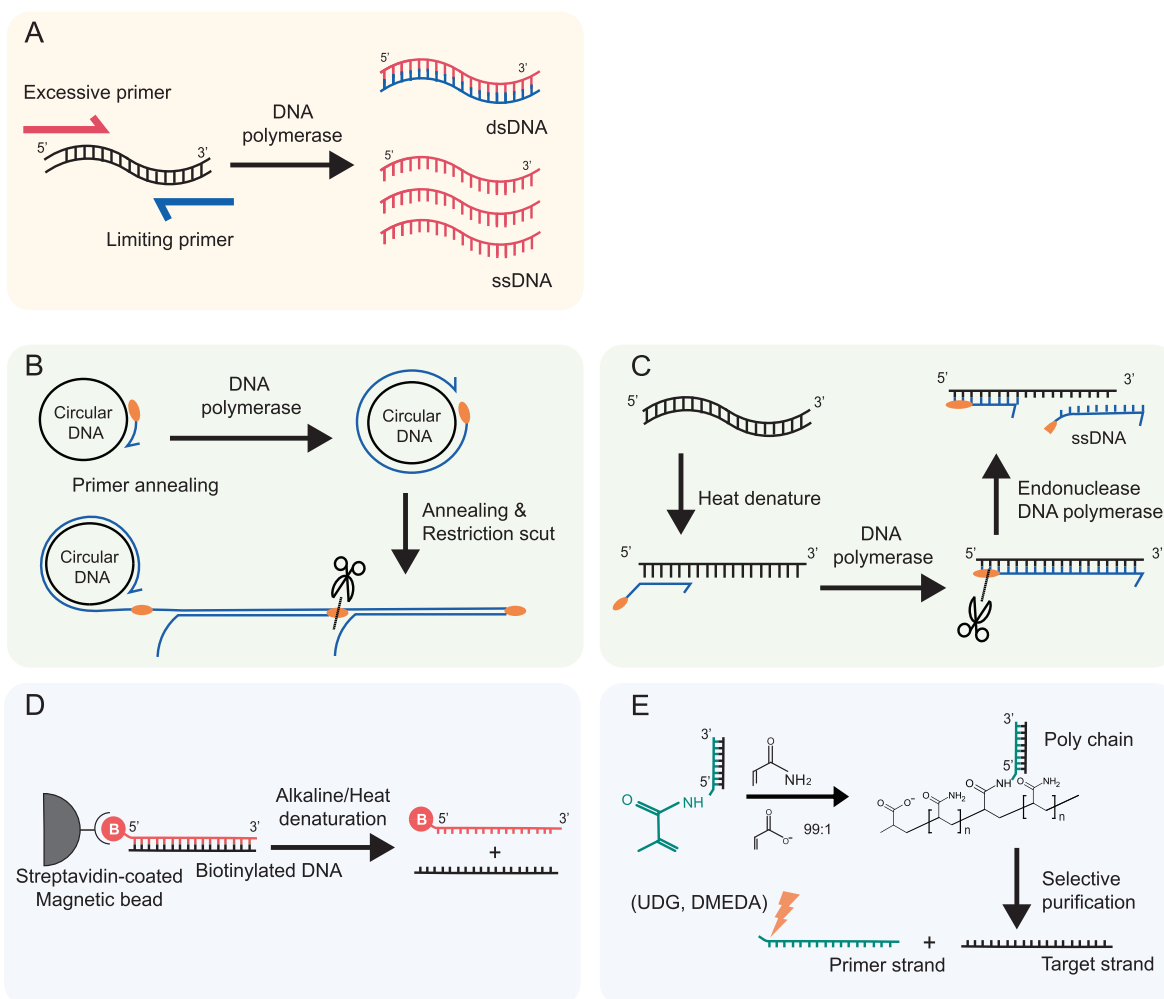 A
Excessive primer
5’
3’
Limiting primer
DNA
polymerase
5’
3’
dsDNA
5’
3’
ssDNA
B
Circular
DNA
Primer annealing
DNA
polymerase
Circular
DNA
Annealing &
Restriction scut
Circular
DNA
C
5’
3’
Heat denature
5’
3’
DNA
polymerase
5’
3’
Endonuclease
DNA polymerase
5’
3’
ssDNA
D
Streptavidin-coated
Magnetic bead
B
5’
3’
Biotinylated DNA
Alkaline/Heat
denaturation
B
5’
3’
+
E
3’
5’
O
NH
O
NH2
O
O-
99:1
3’
5’
Poly chain
O
O-
O
NH2
n
O
NH
O
NH2
n
Selective
purification
(UDG, DMEDA)
Primer strand
+
Target strand